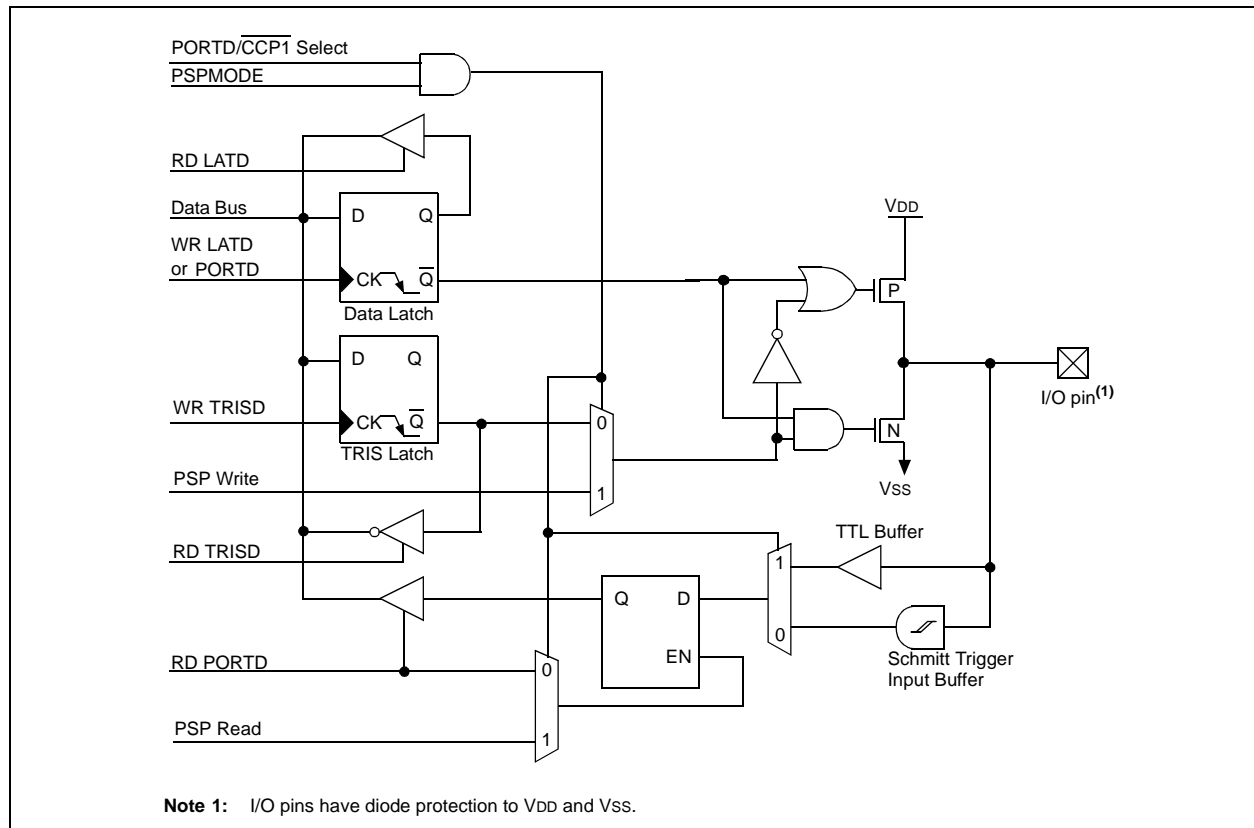 PORTD/CCP1 Select
PSPMODE
RD LATD
Data Bus
D Q
VDD
WR LATD
or PORTD
CK Q
P
Data Latch
D Q
I/O pin(1)
WR TRISD
CK Q
0
N
TRIS Latch
PSP Write
1
VSS
TTL Buffer
RD TRISD
1
Q D
0
EN
Schmitt Trigger
Input Buffer
RD PORTD
0
PSP Read
1
Note 1: I/O pins have diode protection to VDD and VSS.